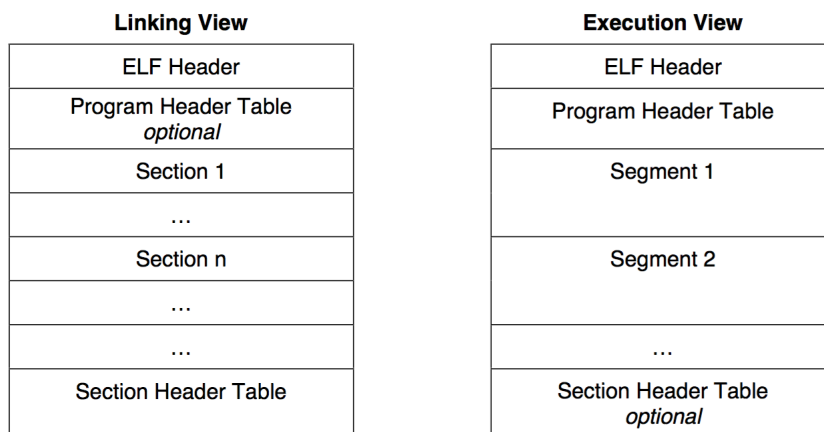 Linking View
ELF Header
Program Header Table
optional
Section 1
...
Section n
...
...
Section Header Table
Execution View
ELF Header
Program Header Table
Segment 1
Segment 2
...
Section Header Table
optional